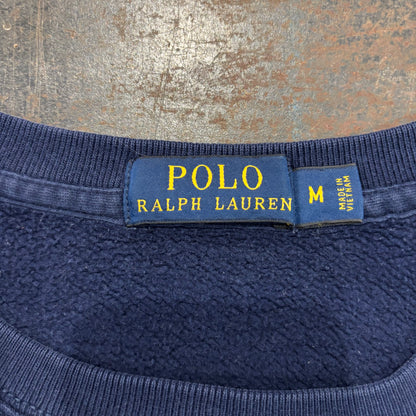 POLO
RALPH LAUREN
M
MADE IN
VIETNAM